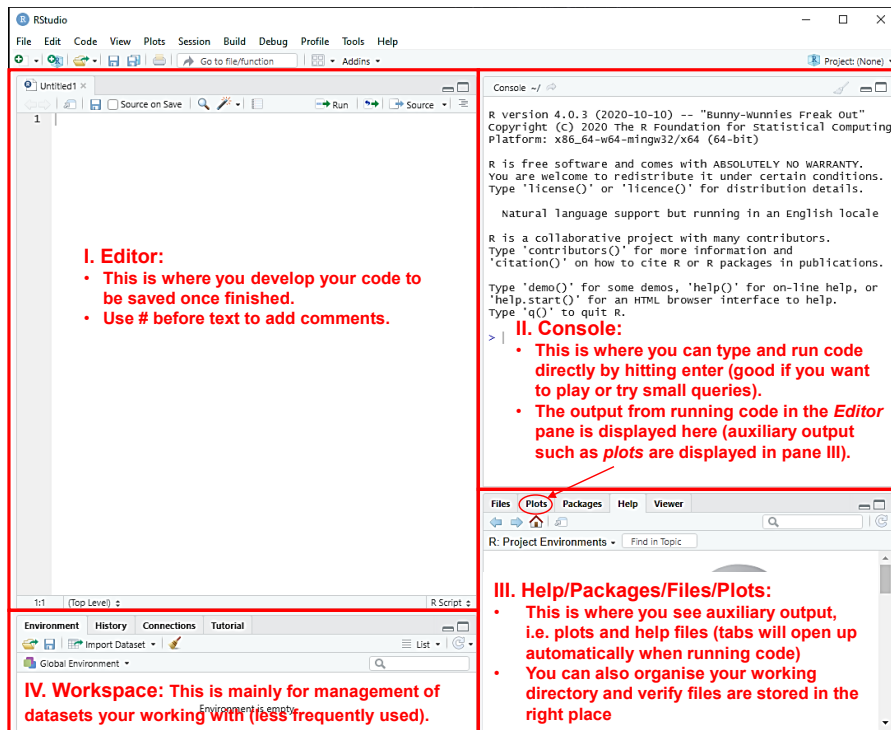 RStudio
File Edit Code View Plots Session Build Debug Profile Tools Help
Go to file/function Addins Project: (None)
Untitled1
Source on Save Run Source
1
I. Editor:
• This is where you develop your code to
be saved once finished.
• Use # before text to add comments.
1:1 (Top Level) R Script
Console ~/
R version 4.0.3 (2020-10-10) -- "Bunny-Wunnies Freak Out"
Copyright (C) 2020 The R Foundation for Statistical Computing
Platform: x86_64-w64-mingw32/x64 (64-bit)
R is free software and comes with ABSOLUTELY NO WARRANTY.
You are welcome to redistribute it under certain conditions.
Type 'license()' or 'licence()' for distribution details.
Natural language support but running in an English locale
R is a collaborative project with many contributors.
Type 'contributors()' for more information and
'citation()' on how to cite R or R packages in publications.
Type 'demo()' for some demos, 'help()' for on-line help, or
'help.start()' for an HTML browser interface to help.
Type 'q()' to quit R.
>
II. Console:
• This is where you can type and run code
directly by hitting enter (good if you want
to play or try small queries).
• The output from running code in the Editor
pane is displayed here (auxiliary output
such as plots are displayed in pane III).
Files Plots Packages Help Viewer
R: Project Environments Find in Topic
III. Help/Packages/Files/Plots:
• This is where you see auxiliary output,
i.e. plots and help files (tabs will open up
automatically when running code)
• You can also organise your working
directory and verify files are stored in the
right place
Environment History Connections Tutorial
Import Dataset List
Global Environment
IV. Workspace: This is mainly for management of
Environment is empty
datasets your working with (less frequently used).